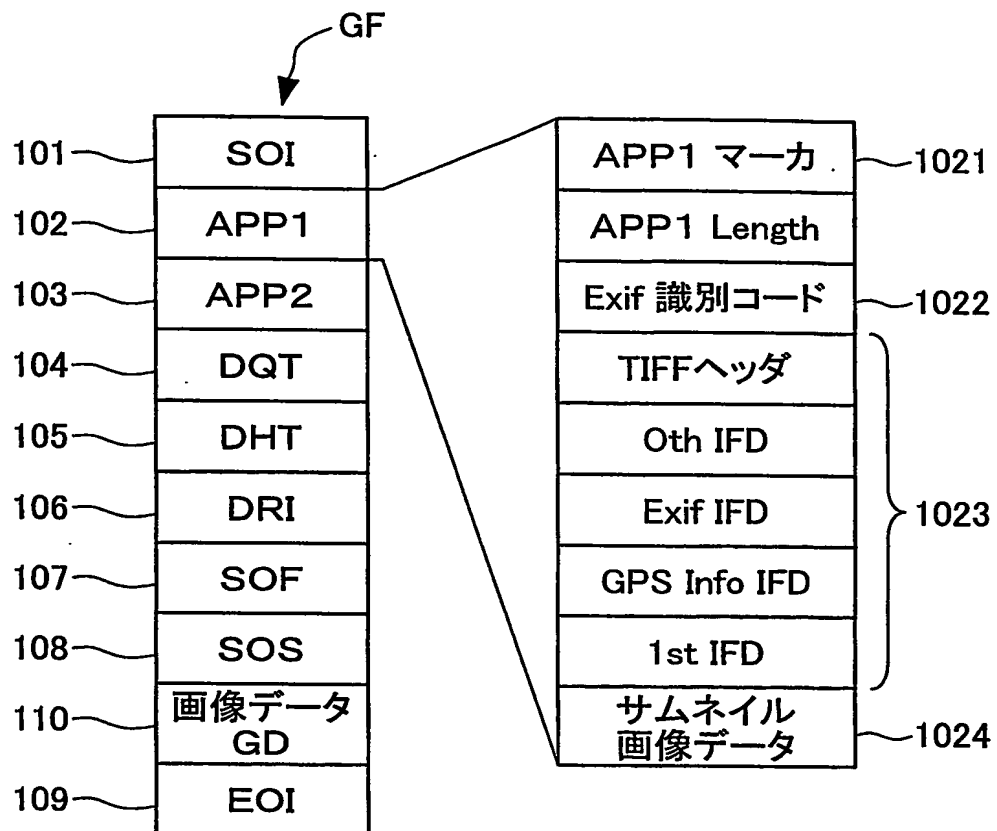 GF
101 SOI
102 APP1
103 APP2
104 DQT
105 DHT
106 DRI
107 SOF
108 SOS
110 画像データ
GD
109 EOI
APP1 マーカ 1021
APP1 Length
Exif 識別コード 1022
TIFFヘッダ
0th IFD
Exif IFD
GPS Info IFD
1st IFD
1023
サムネイル
画像データ 1024